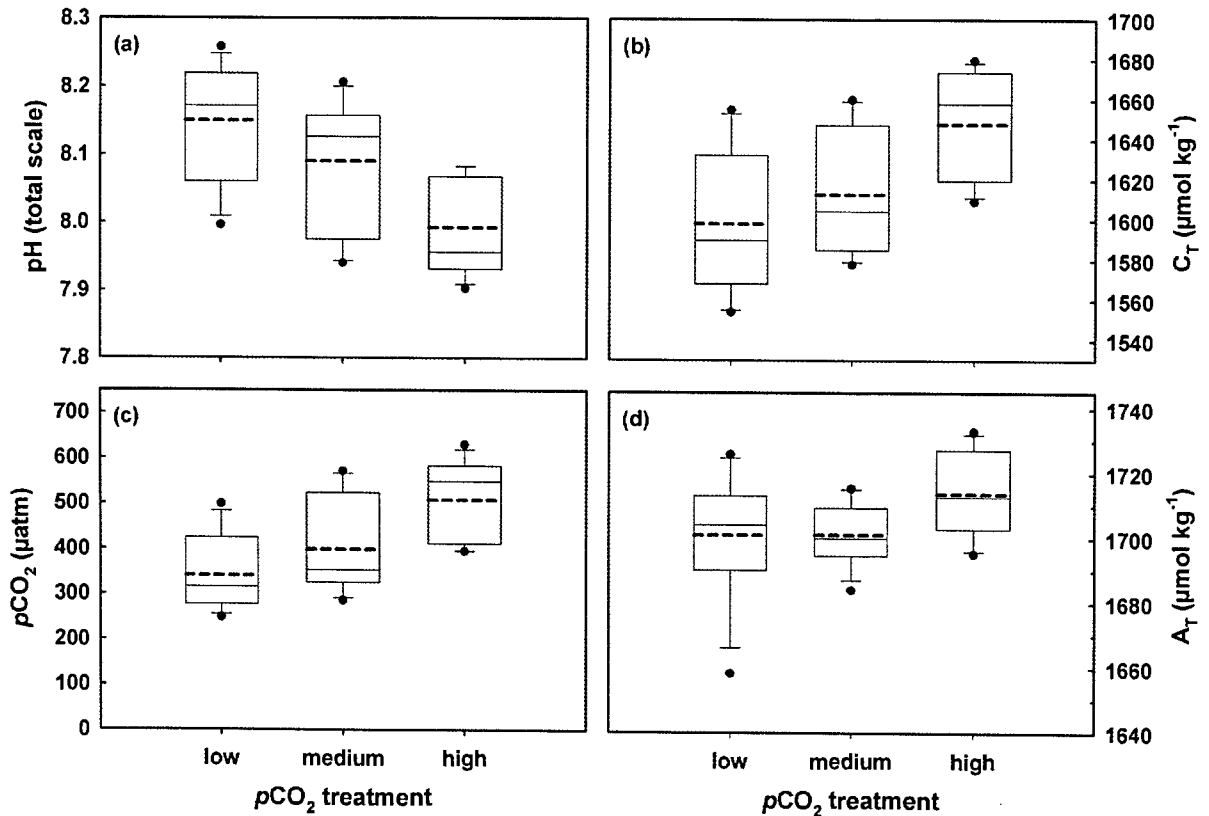 (a)
pH (total scale)
8.3
8.2
8.1
8.0
7.9
7.8
(b)
1700
1680
1660
1640
1620
1600
1580
1560
1540
C_T (µmol kg⁻¹)
(c)
pCO₂ (µatm)
700
600
500
400
300
200
100
0
low
medium
high
pCO₂ treatment
(d)
1740
1720
1700
1680
1660
1640
A_T (µmol kg⁻¹)
low
medium
high
pCO₂ treatment